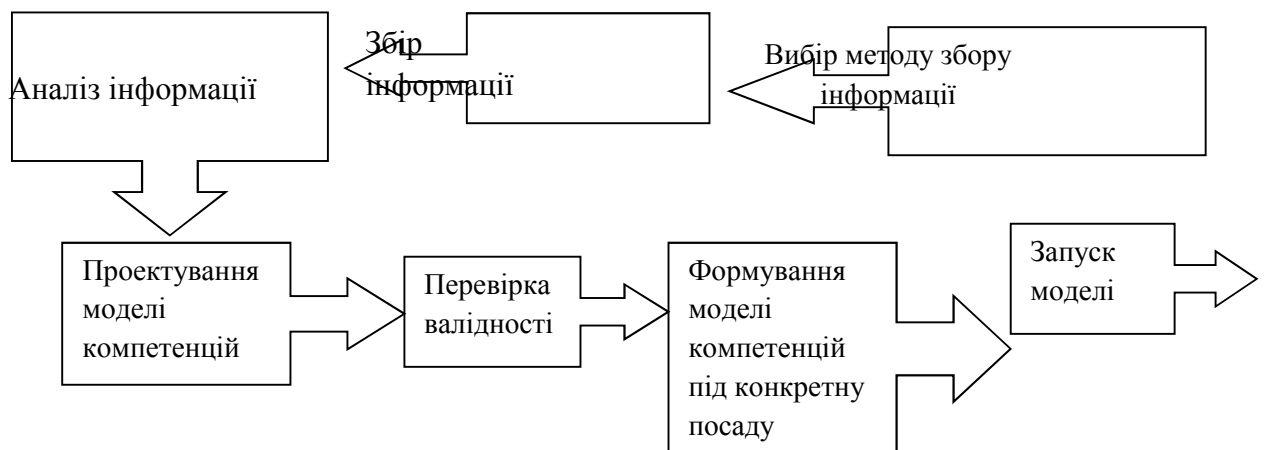 Аналіз інформації
Збір
інформації
Вибір методу збору
інформації
Проектування
моделі
компетенцій
Перевірка
валідності
Формування
моделі
компетенцій
під конкретну
посаду
Запуск
моделі